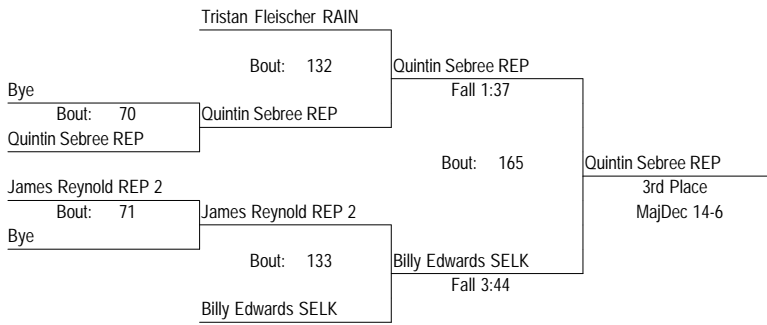 Tristan Fleischer RAIN
Bout: 132
Quintin Sebree REP
Fall 1:37
Bye
Bout: 70
Quintin Sebree REP
Quintin Sebree REP
Bout: 165
Quintin Sebree REP
3rd Place
MajDec 14-6
James Reynold REP 2
Bout: 71
James Reynold REP 2
Bye
Bout: 133
Billy Edwards SELK
Fall 3:44
Billy Edwards SELK